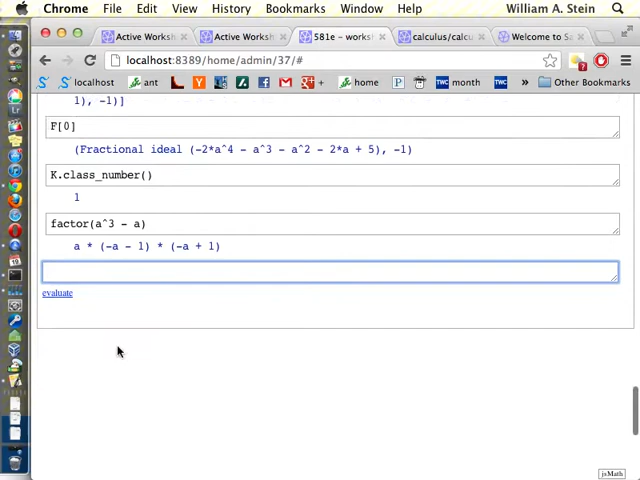 Chrome File Edit View History Bookmarks Window Help William A. Stein
Active Worksh
Active Worksh
581e – works
calculus/calcu
Welcome to Sa
localhost:8389/home/admin/37/#
localhost
ant
home
month
Other Bookmarks
1), -1)]
F[0]
(Fractional ideal (-2*a^4 - a^3 - a^2 - 2*a + 5), -1)
K.class_number()
1
factor(a^3 - a)
a * (-a - 1) * (-a + 1)
evaluate
jsMath